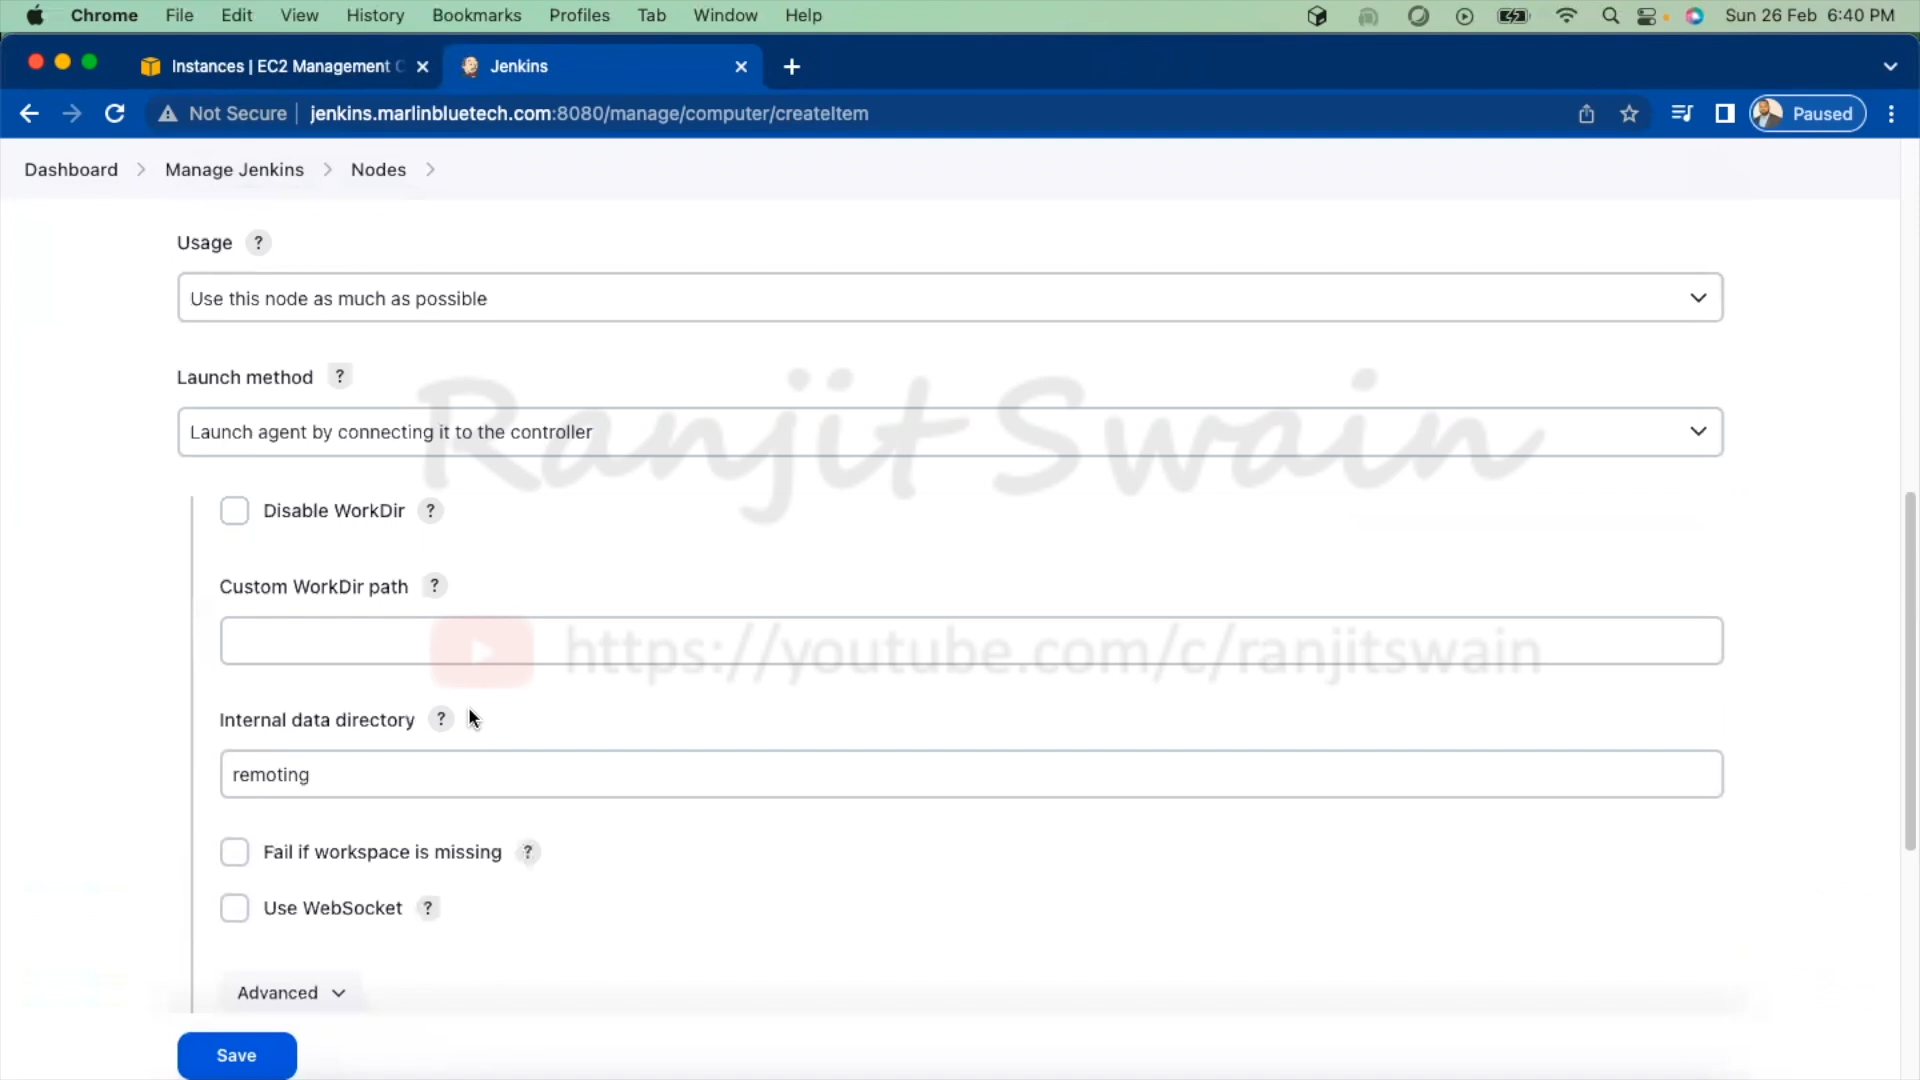 Chrome File Edit View History Bookmarks Profiles Tab Window Help Sun 26 Feb 6:40 PM
Instances | EC2 Management C Jenkins
Not Secure jenkins.marlinbluetech.com:8080/manage/computer/createItem Paused
Dashboard Manage Jenkins Nodes
Usage ?
Use this node as much as possible
Launch method ?
Launch agent by connecting it to the controller
Ranjit Swain
Disable WorkDir ?
Custom WorkDir path ?
https://youtube.com/c/ranjitswain
Internal data directory ?
remoting
Fail if workspace is missing ?
Use WebSocket ?
Advanced
Save